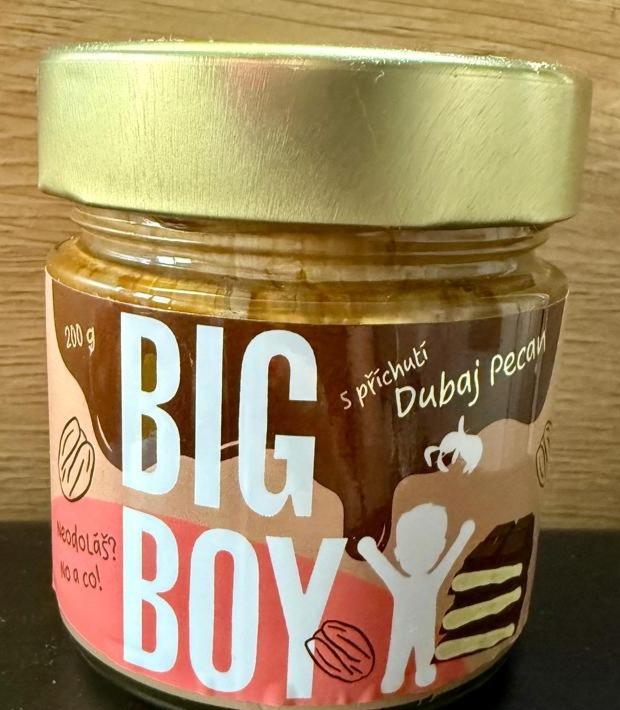 200 g
BIG
BOY
s příchutí
Dubaj Pecan
Neodoláš?
No a co!